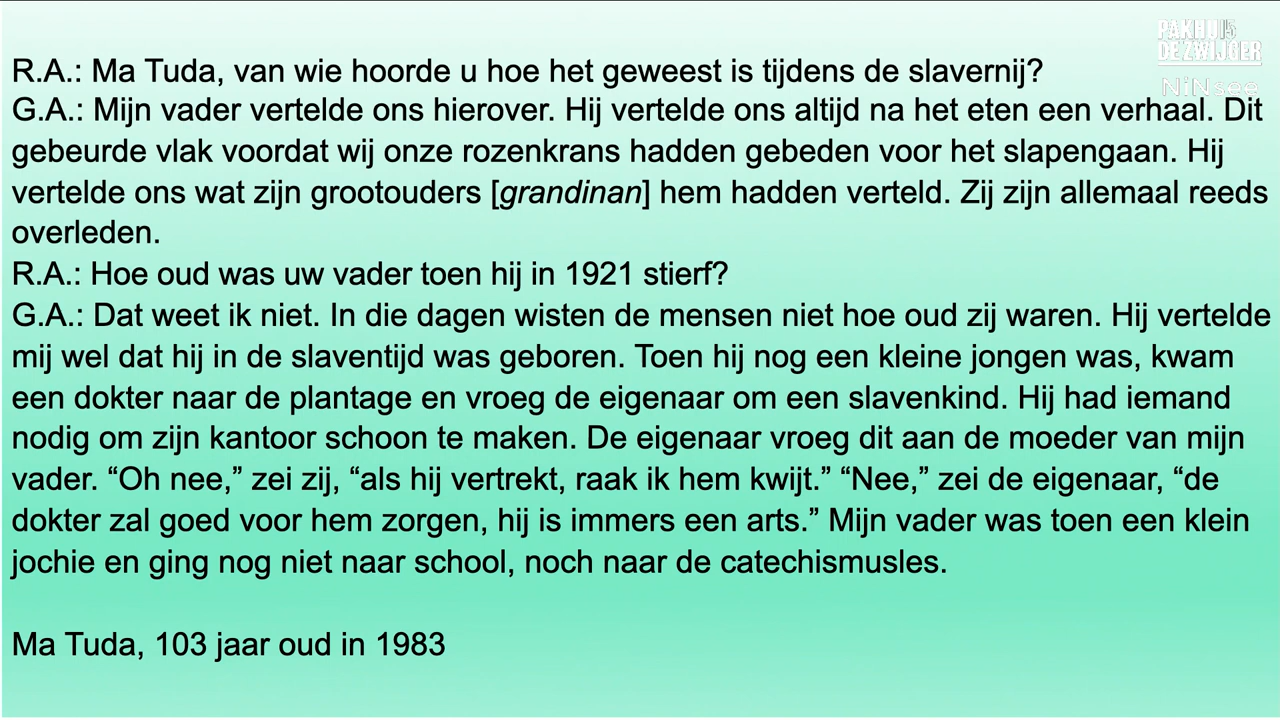 PAKHUIS
DE ZWIJGER
NiNsee
R.A.: Ma Tuda, van wie hoorde u hoe het geweest is tijdens de slavernij?
G.A.: Mijn vader vertelde ons hierover. Hij vertelde ons altijd na het eten een verhaal. Dit
gebeurde vlak voordat wij onze rozenkrans hadden gebeden voor het slapengaan. Hij
vertelde ons wat zijn grootouders [grandinan] hem hadden verteld. Zij zijn allemaal reeds
overleden.
R.A.: Hoe oud was uw vader toen hij in 1921 stierf?
G.A.: Dat weet ik niet. In die dagen wisten de mensen niet hoe oud zij waren. Hij vertelde
mij wel dat hij in de slaventijd was geboren. Toen hij nog een kleine jongen was, kwam
een dokter naar de plantage en vroeg de eigenaar om een slavenkind. Hij had iemand
nodig om zijn kantoor schoon te maken. De eigenaar vroeg dit aan de moeder van mijn
vader. “Oh nee,” zei zij, “als hij vertrekt, raak ik hem kwijt.” “Nee,” zei de eigenaar, “de
dokter zal goed voor hem zorgen, hij is immers een arts.” Mijn vader was toen een klein
jochie en ging nog niet naar school, noch naar de catechismusles.
Ma Tuda, 103 jaar oud in 1983